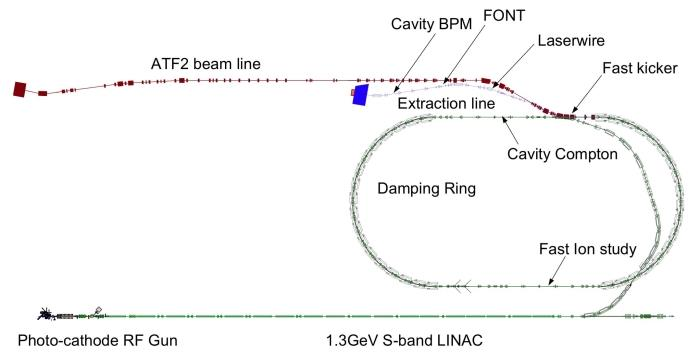 FONT
Cavity BPM
Laserwire
ATF2 beam line
Fast kicker
Extraction line
Cavity Compton
Damping Ring
Fast Ion study
Photo-cathode RF Gun
1.3GeV S-band LINAC